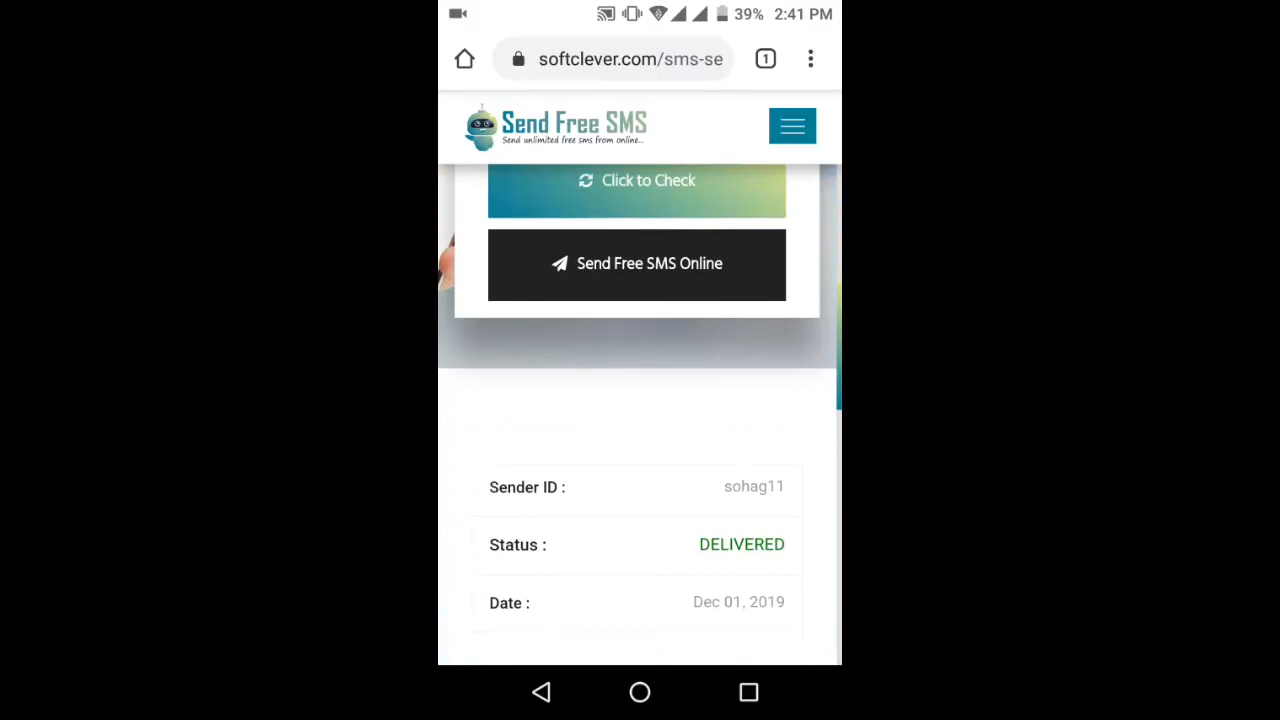 39% 2:41 PM
softclever.com/sms-se
1
Send Free SMS
Send unlimited free sms from online...
Click to Check
Send Free SMS Online
Sender ID : sohag11
Status : DELIVERED
Date : Dec 01, 2019